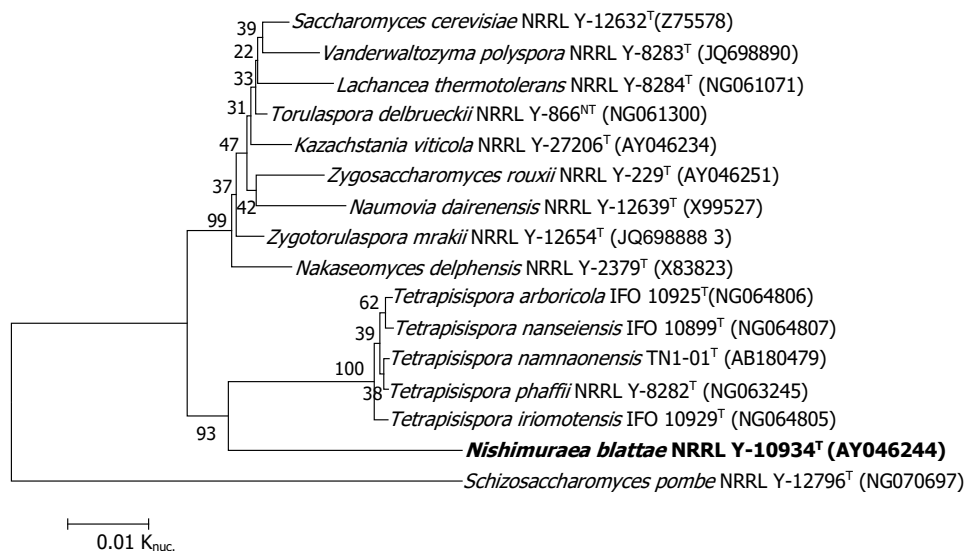 Saccharomyces cerevisiae NRRL Y-12632ᵀ(Z75578)
39
22
Vanderwaltozyma polyspora NRRL Y-8283ᵀ (JQ698890)
33
Lachancea thermotolerans NRRL Y-8284ᵀ (NG061071)
31
Torulaspora delbrueckii NRRL Y-866ᴺᵀ (NG061300)
47
Kazachstania viticola NRRL Y-27206ᵀ (AY046234)
37
Zygosaccharomyces rouxii NRRL Y-229ᵀ (AY046251)
42
Naumovia dairenensis NRRL Y-12639ᵀ (X99527)
99
Zygotorulaspora mrakii NRRL Y-12654ᵀ (JQ698888 3)
Nakaseomyces delphensis NRRL Y-2379ᵀ (X83823)
62
Tetrapisispora arboricola IFO 10925ᵀ(NG064806)
39
Tetrapisispora nanseiensis IFO 10899ᵀ (NG064807)
100
Tetrapisispora namnaonensis TN1-01ᵀ (AB180479)
38
Tetrapisispora phaffii NRRL Y-8282ᵀ (NG063245)
Tetrapisispora iriomotensis IFO 10929ᵀ (NG064805)
93
Nishimuraea blattae NRRL Y-10934ᵀ (AY046244)
Schizosaccharomyces pombe NRRL Y-12796ᵀ (NG070697)
0.01 Knuc.